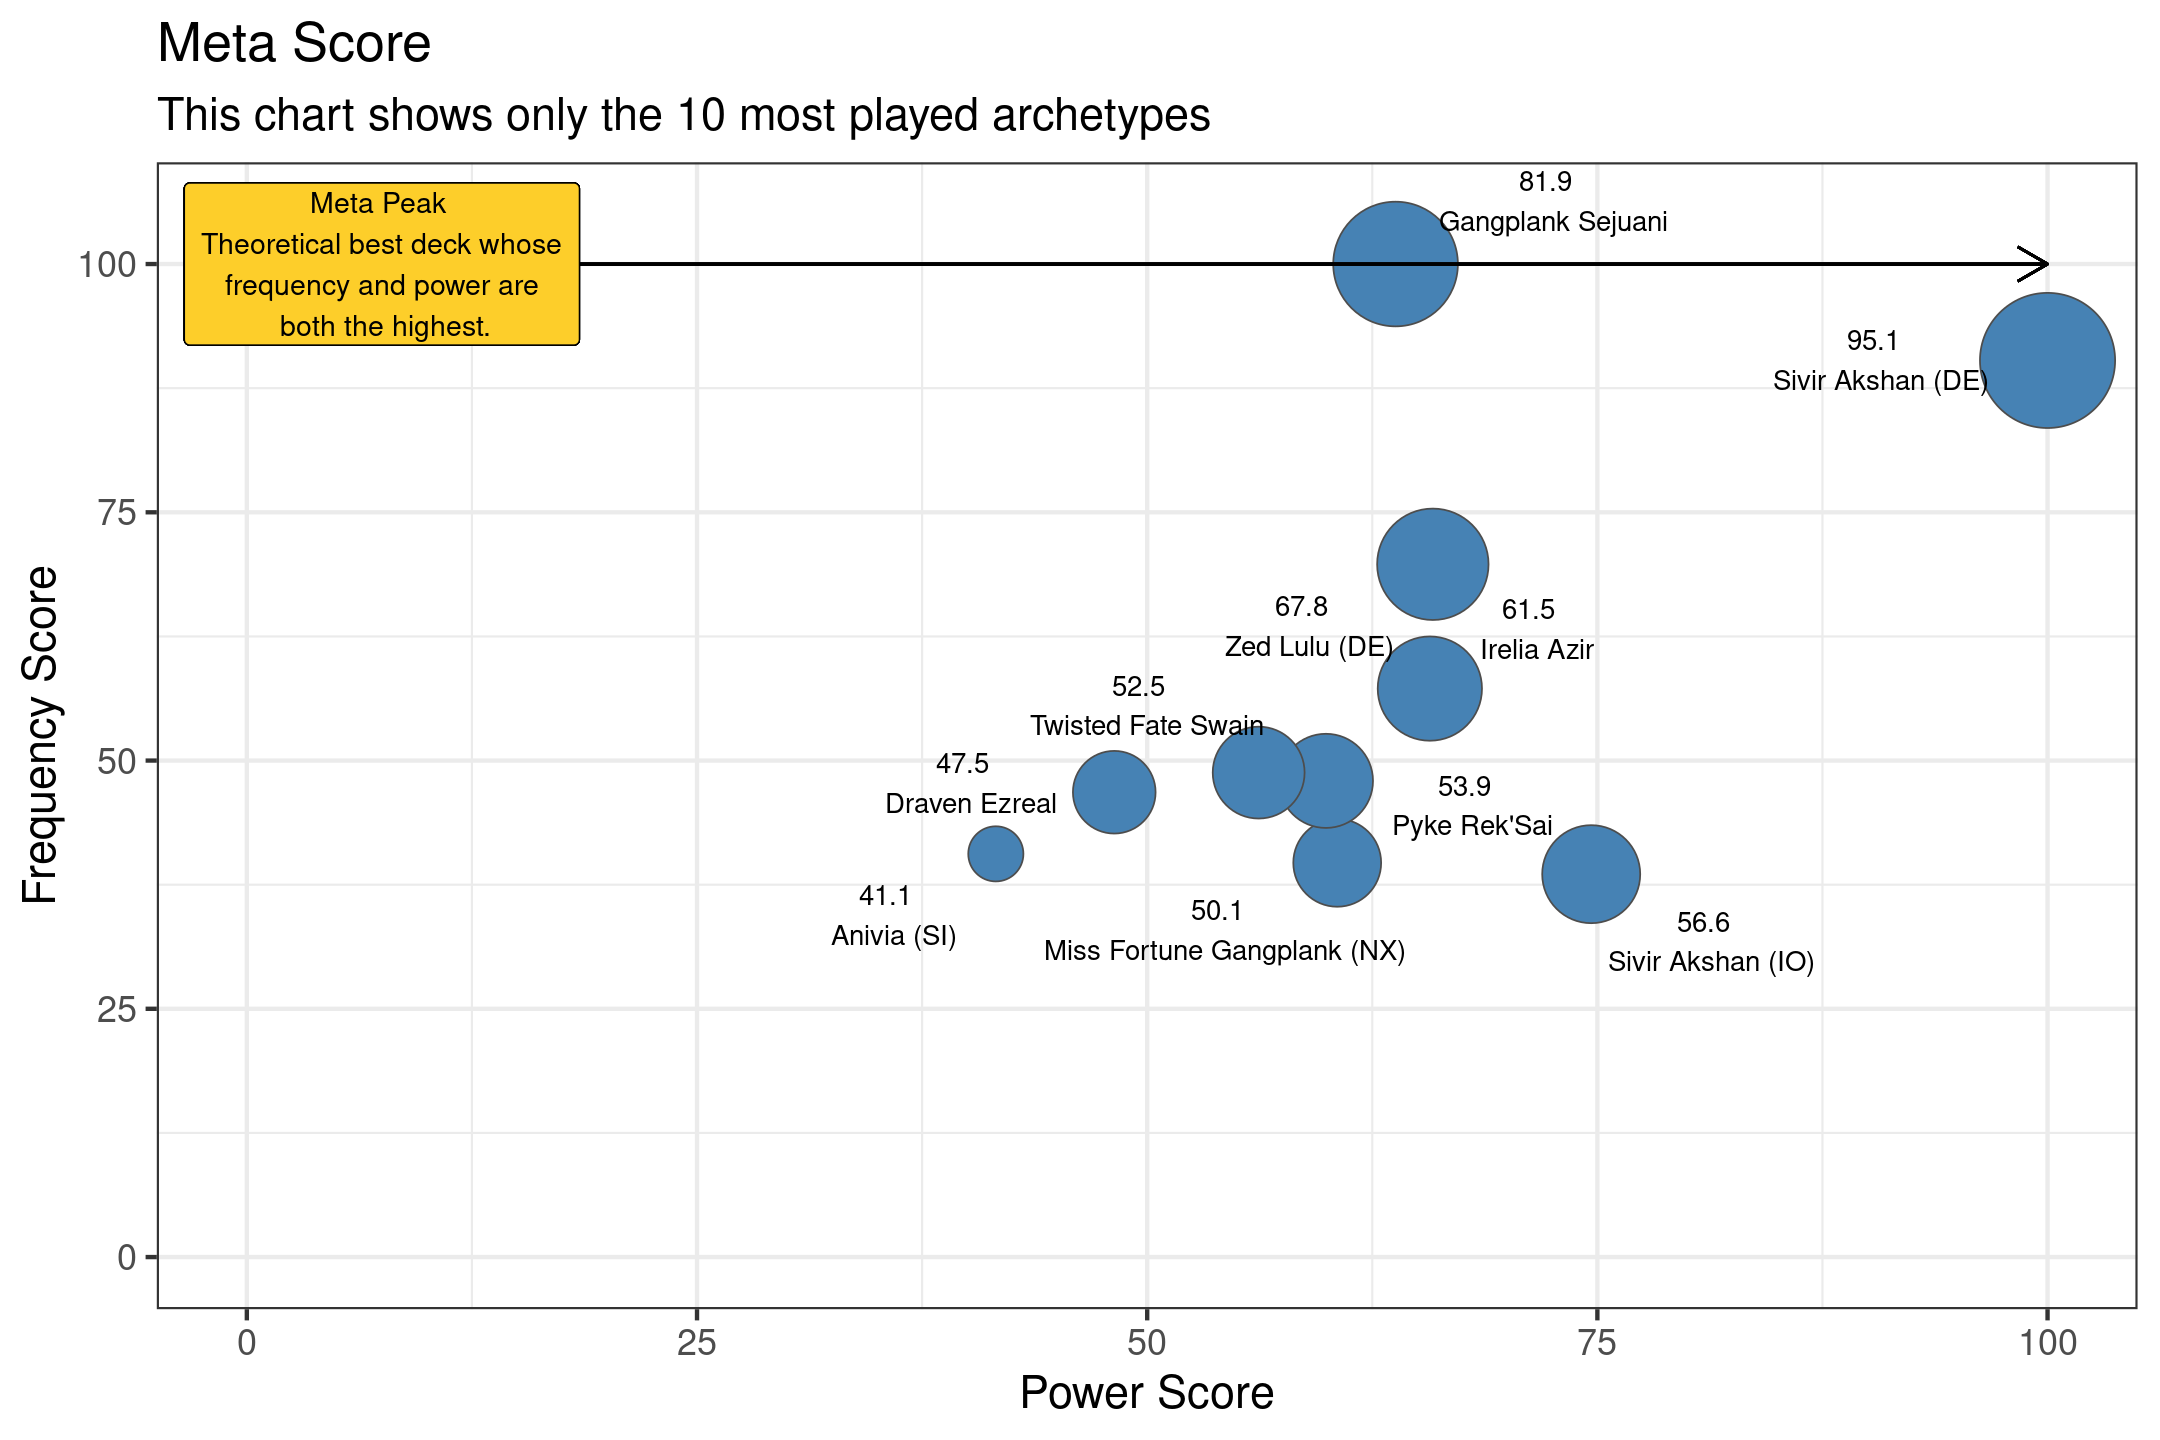 Meta Score
This chart shows only the 10 most played archetypes
Meta Peak
Theoretical best deck whose
frequency and power are
both the highest.
81.9
Gangplank Sejuani
95.1
Sivir Akshan (DE)
67.8
Zed Lulu (DE)
61.5
Irelia Azir
52.5
Twisted Fate Swain
47.5
Draven Ezreal
53.9
Pyke Rek'Sai
41.1
Anivia (SI)
50.1
Miss Fortune Gangplank (NX)
56.6
Sivir Akshan (IO)
Frequency Score
100
75
50
25
0
0
25
50
75
100
Power Score